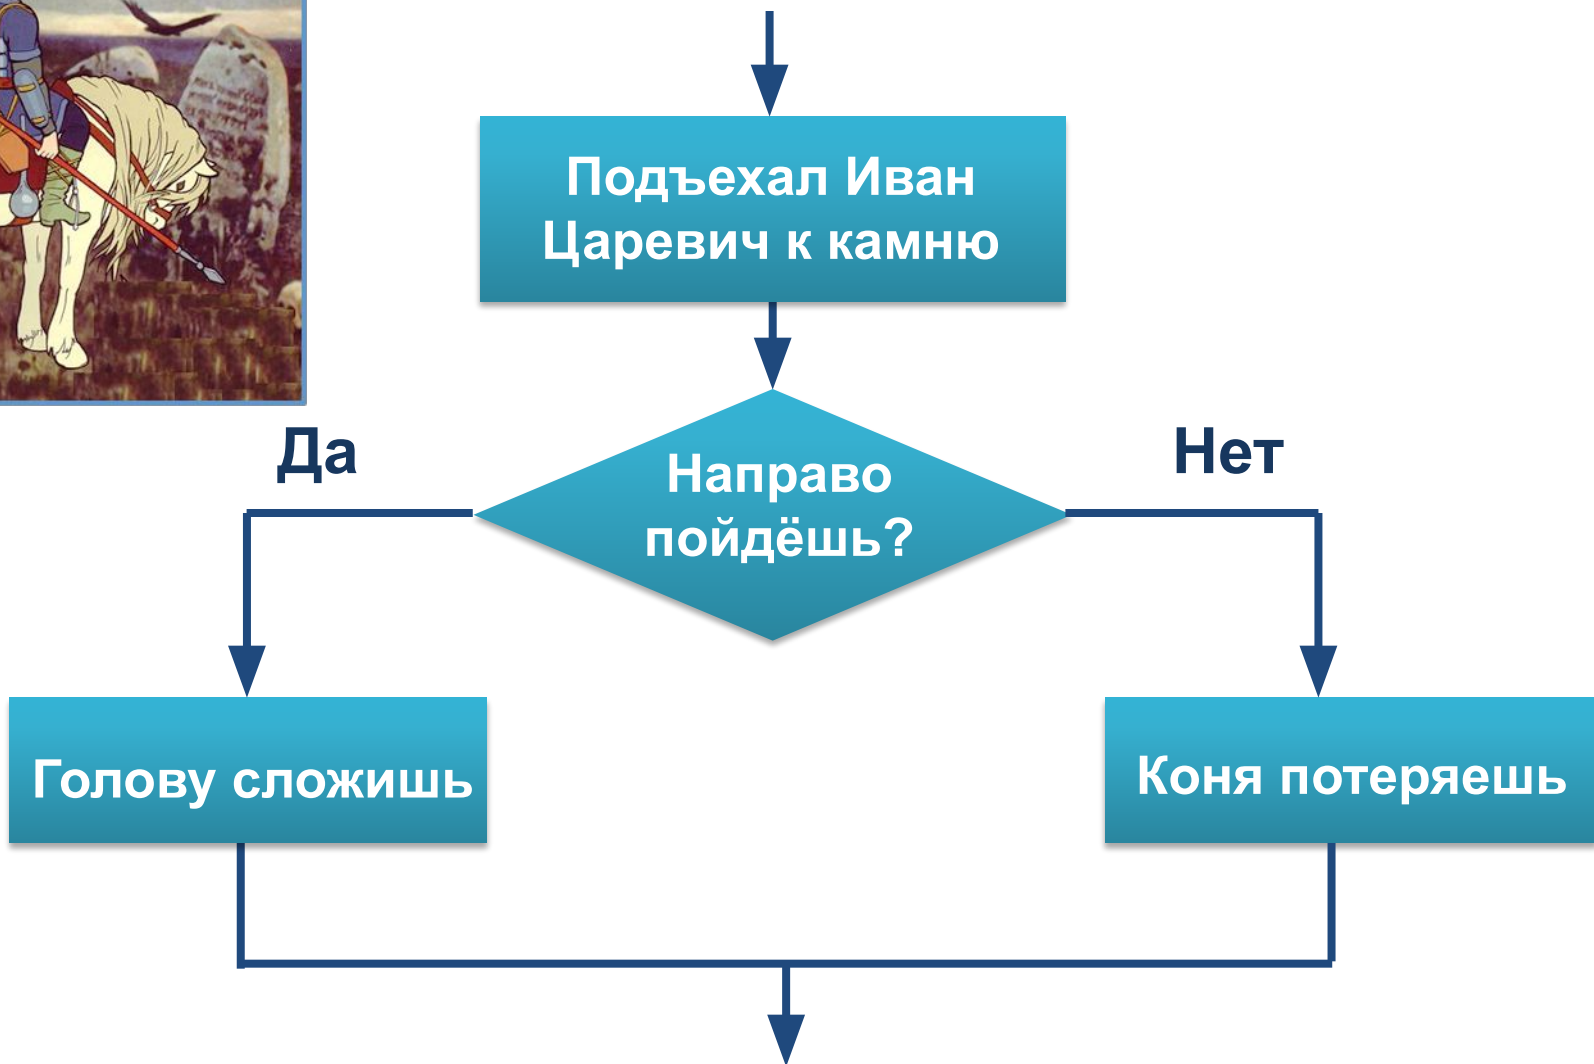 Подъехал Иван
Царевич к камню
Да
Нет
Направо
пойдёшь?
Голову сложишь
Коня потеряешь